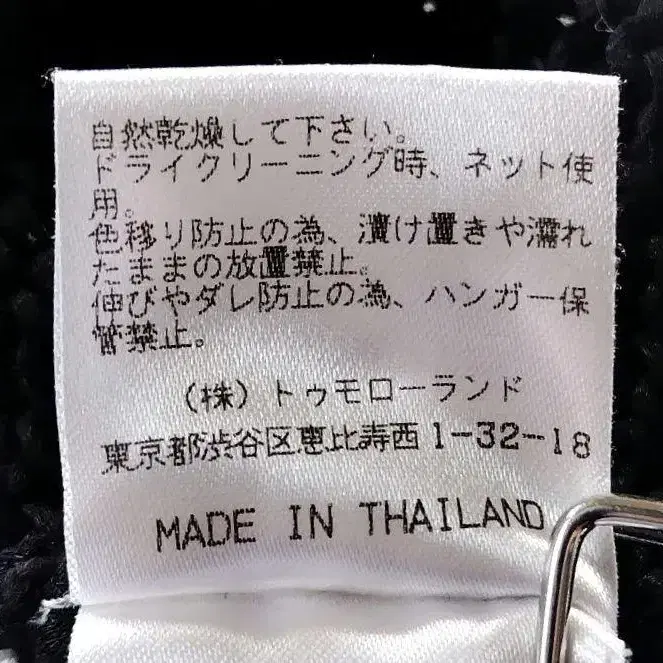 自然乾燥して下さい。
ドライクリーニング時、ネット使
用。
色移り防止の為、漬け置きや濡れ
たままの放置禁止。
伸びやダレ防止の為、ハンガー保
管禁止。
(株)トゥモローランド
東京都渋谷区恵比寿西1-32-18
MADE IN THAILAND